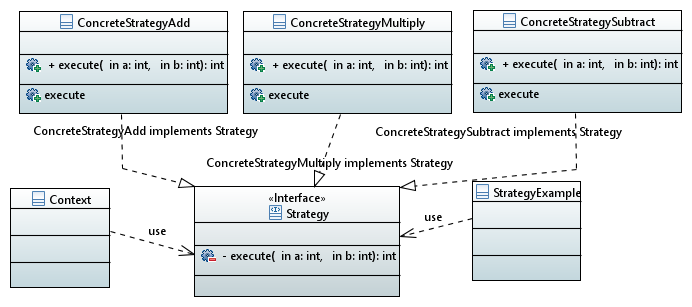 ConcreteStrategyAdd
+ execute( in a: int, in b: int): int
execute
ConcreteStrategyMultiply
+ execute( in a: int, in b: int): int
execute
ConcreteStrategySubtract
+ execute( in a: int, in b: int): int
execute
ConcreteStrategyAdd implements Strategy
ConcreteStrategySubtract implements Strategy
ConcreteStrategyMultiply implements Strategy
Context
use
«Interface»
Strategy
- execute( in a: int, in b: int): int
use
StrategyExample